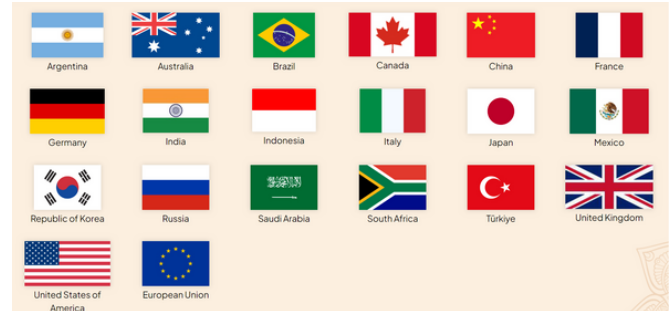 Argentina Australia Brazil Canada China France
Germany India Indonesia Italy Japan Mexico
Republic of Korea Russia Saudi Arabia South Africa Türkiye United Kingdom
United States of European Union
America